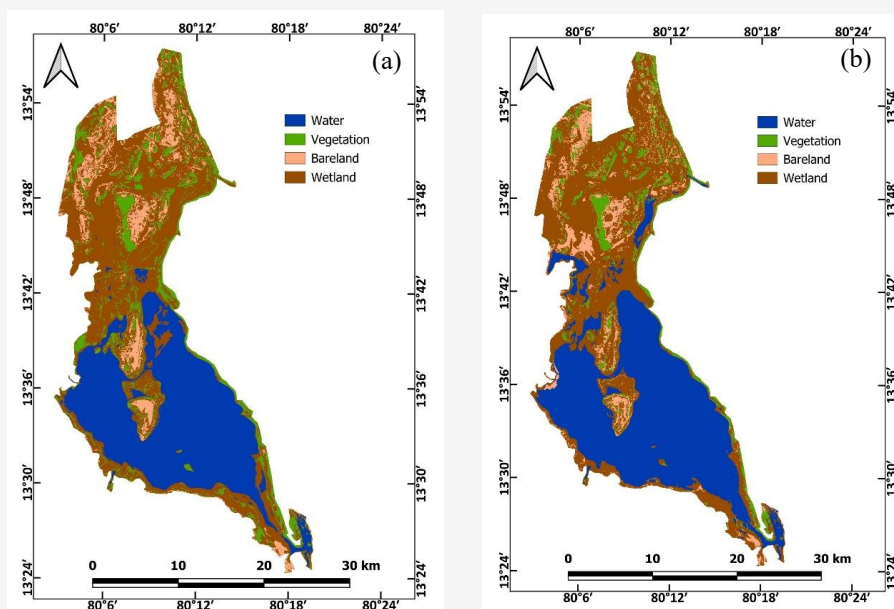 80°6′ 80°12′ 80°18′ 80°24′
(a)
13°54′ 13°54′
Water
Vegetation
Bareland
Wetland
13°48′ 13°48′
13°42′ 13°42′
13°36′ 13°36′
13°30′ 13°30′
13°24′ 13°24′
0 10 20 30 km
80°6′ 80°12′ 80°18′ 80°24′
80°6′ 80°12′ 80°18′ 80°24′
(b)
13°54′ 13°54′
Water
Vegetation
Bareland
Wetland
13°48′ 13°48′
13°42′ 13°42′
13°36′ 13°36′
13°30′ 13°30′
13°24′ 13°24′
0 10 20 30 km
80°6′ 80°12′ 80°18′ 80°24′